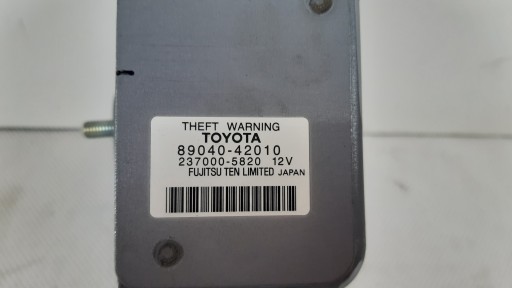 THEFT WARNING
TOYOTA
89040-42010
237000-5820 12V
FUJITSU TEN LIMITED JAPAN